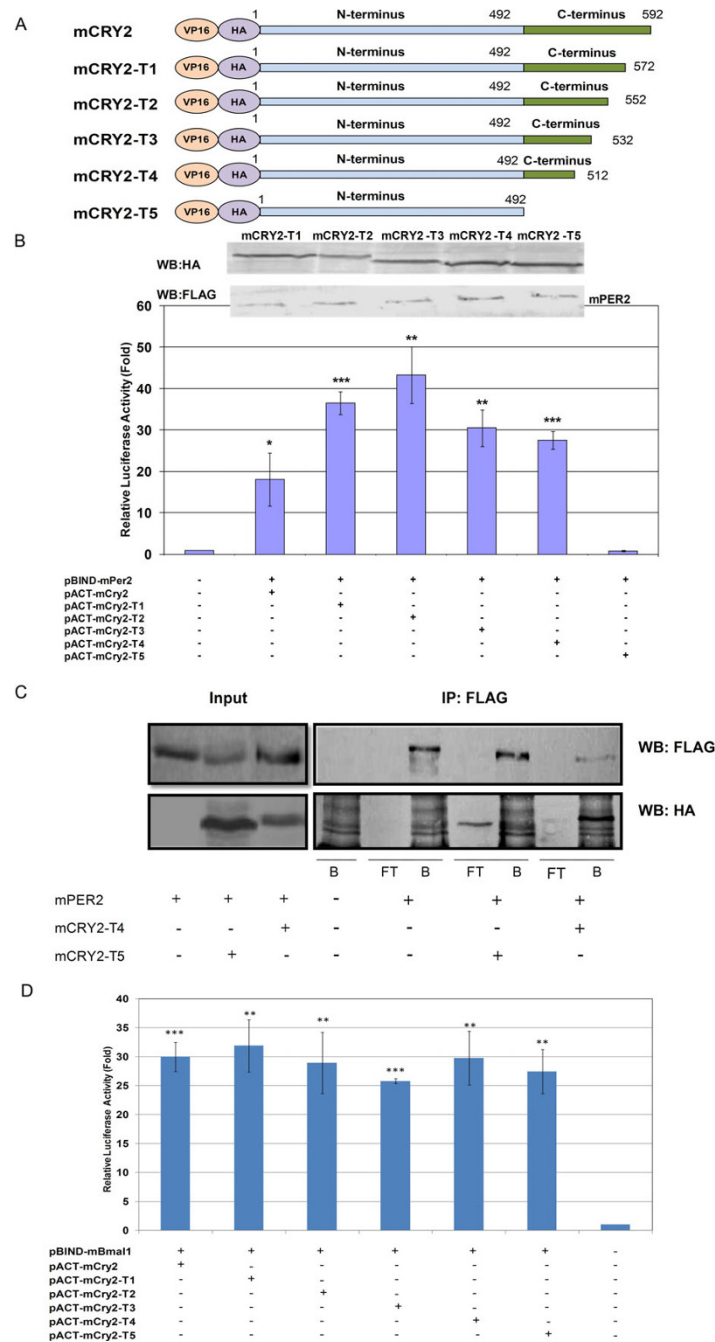 A
1 N-terminus 492 C-terminus 592
mCRY2 VP16 HA
1 N-terminus 492 C-terminus 572
mCRY2-T1 VP16 HA
1 N-terminus 492 C-terminus 552
mCRY2-T2 VP16 HA
1 N-terminus 492 C-terminus 532
mCRY2-T3 VP16 HA
1 N-terminus 492 C-terminus 512
mCRY2-T4 VP16 HA
1 N-terminus 492
mCRY2-T5 VP16 HA
B
mCRY2-T1 mCRY2-T2 mCRY2 -T3 mCRY2 -T4 mCRY2 -T5
WB:HA
WB:FLAG mPER2
Relative Luciferase Activity (Fold)
60
50
40
30
20
10
0
* *** ** ** ***
pBIND-mPer2 - + + + + + +
pACT-mCry2 - + - - - - -
pACT-mCry2-T1 - - + - - - -
pACT-mCry2-T2 - - - + - - -
pACT-mCry2-T3 - - - - + - -
pACT-mCry2-T4 - - - - - + -
pACT-mCry2-T5 - - - - - - +
C
Input IP: FLAG
WB: FLAG
WB: HA
B FT B FT B FT B
mPER2 + + + - + + +
mCRY2-T4 - - + - - - +
mCRY2-T5 - + - - - + -
D
Relative Luciferase Activity (Fold)
40
35
30
25
20
15
10
5
0
*** ** ** *** ** **
pBIND-mBmal1 + + + + + + -
pACT-mCry2 + - - - - - -
pACT-mCry2-T1 - + - - - - -
pACT-mCry2-T2 - - + - - - -
pACT-mCry2-T3 - - - + - - -
pACT-mCry2-T4 - - - - + - -
pACT-mCry2-T5 - - - - - + -